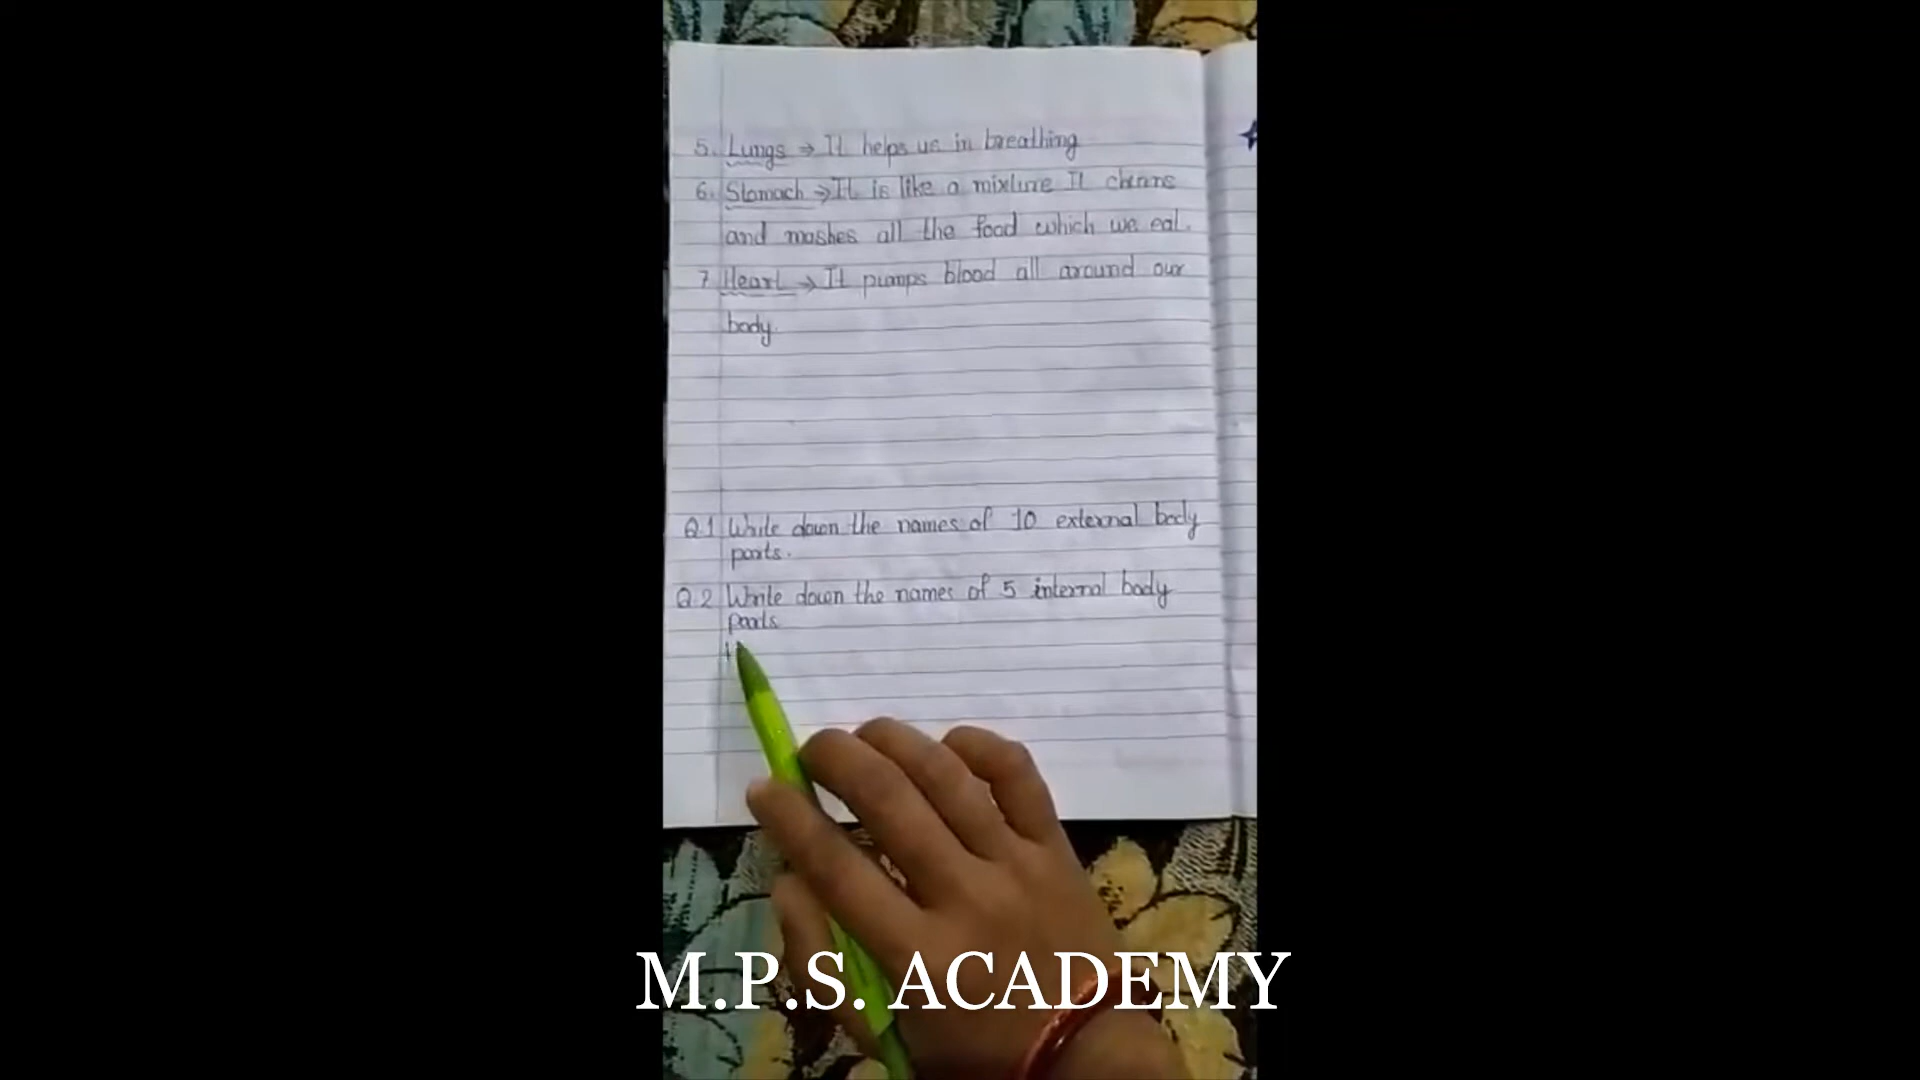 5. Lungs → It helps us in breathing
6. Stomach → It is like a mixture It churns
and mashes all the food which we eat.
7 Heart → It pumps blood all around our
body.
Q.1 Write down the names of 10 external body
parts.
Q.2 Write down the names of 5 internal body
parts
M.P.S. ACADEMY